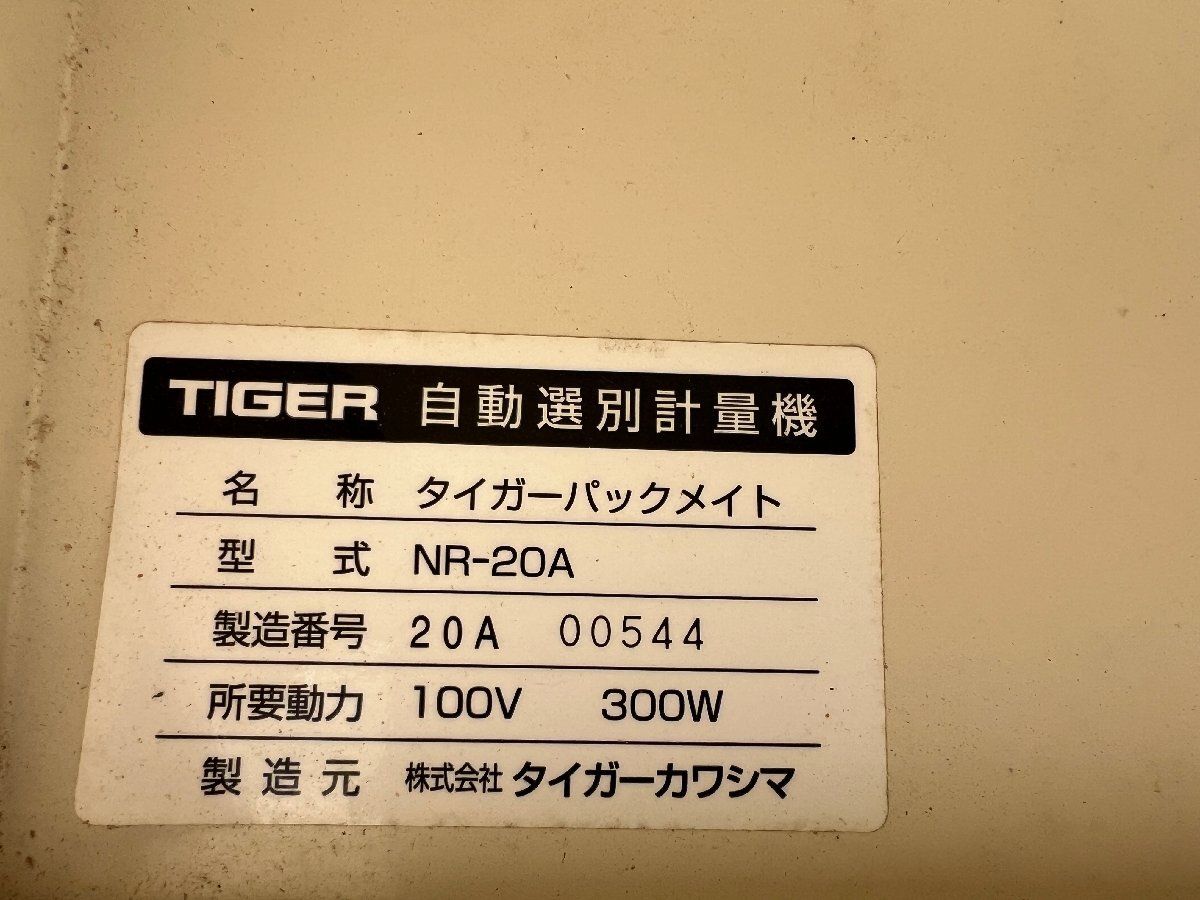 TIGER 自動選別計量機
名 称 タイガーパックメイト
型 式 NR-20A
製造番号 20A 00544
所要動力 100V 300W
製造元 株式会社 タイガーカワシマ